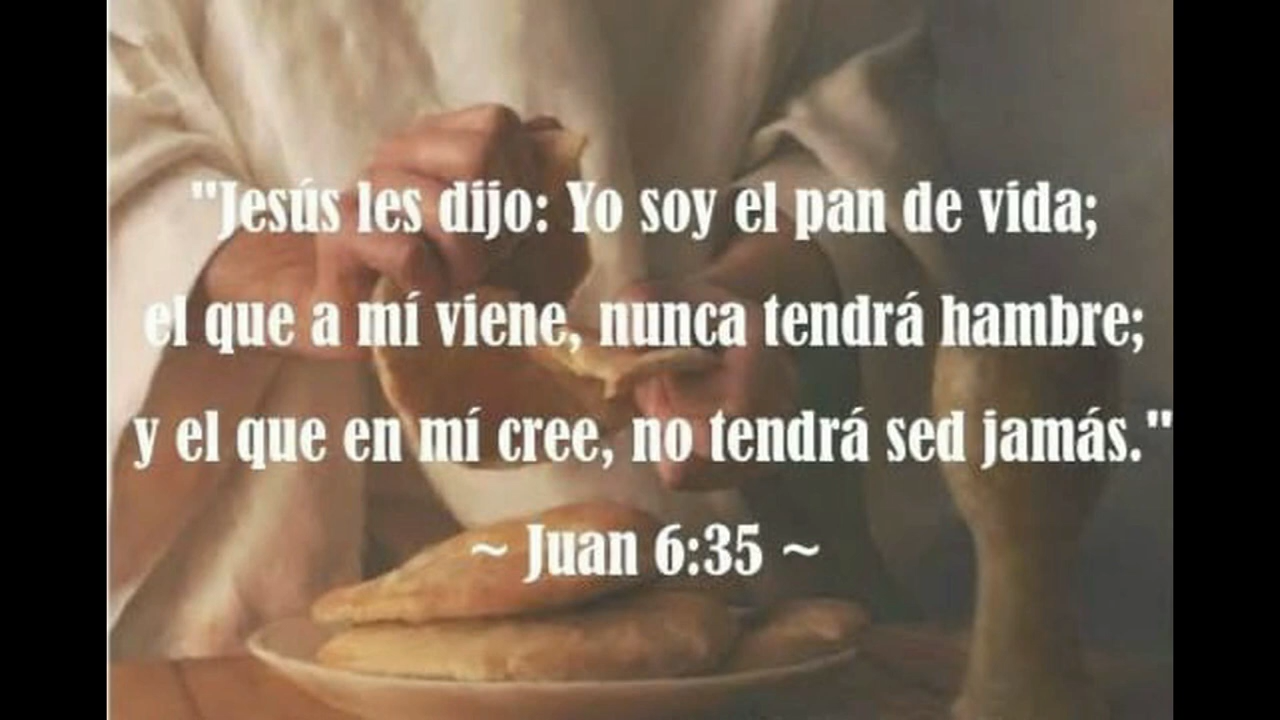 "Jesús les dijo: Yo soy el pan de vida;
el que a mí viene, nunca tendrá hambre;
y el que en mí cree, no tendrá sed jamás."
~ Juan 6:35 ~